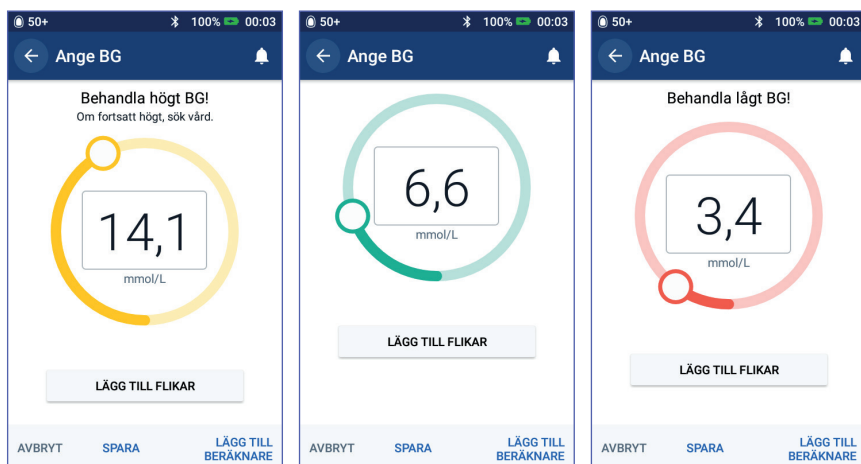 50+ 100% 00:03
Ange BG
Behandla högt BG!
Om fortsatt högt, sök vård.
14,1
mmol/L
LÄGG TILL FLIKAR
AVBRYT SPARA LÄGG TILL
BERÄKNARE
50+ 100% 00:03
Ange BG
6,6
mmol/L
LÄGG TILL FLIKAR
AVBRYT SPARA LÄGG TILL
BERÄKNARE
50+ 100% 00:03
Ange BG
Behandla lågt BG!
3,4
mmol/L
LÄGG TILL FLIKAR
AVBRYT SPARA LÄGG TILL
BERÄKNARE